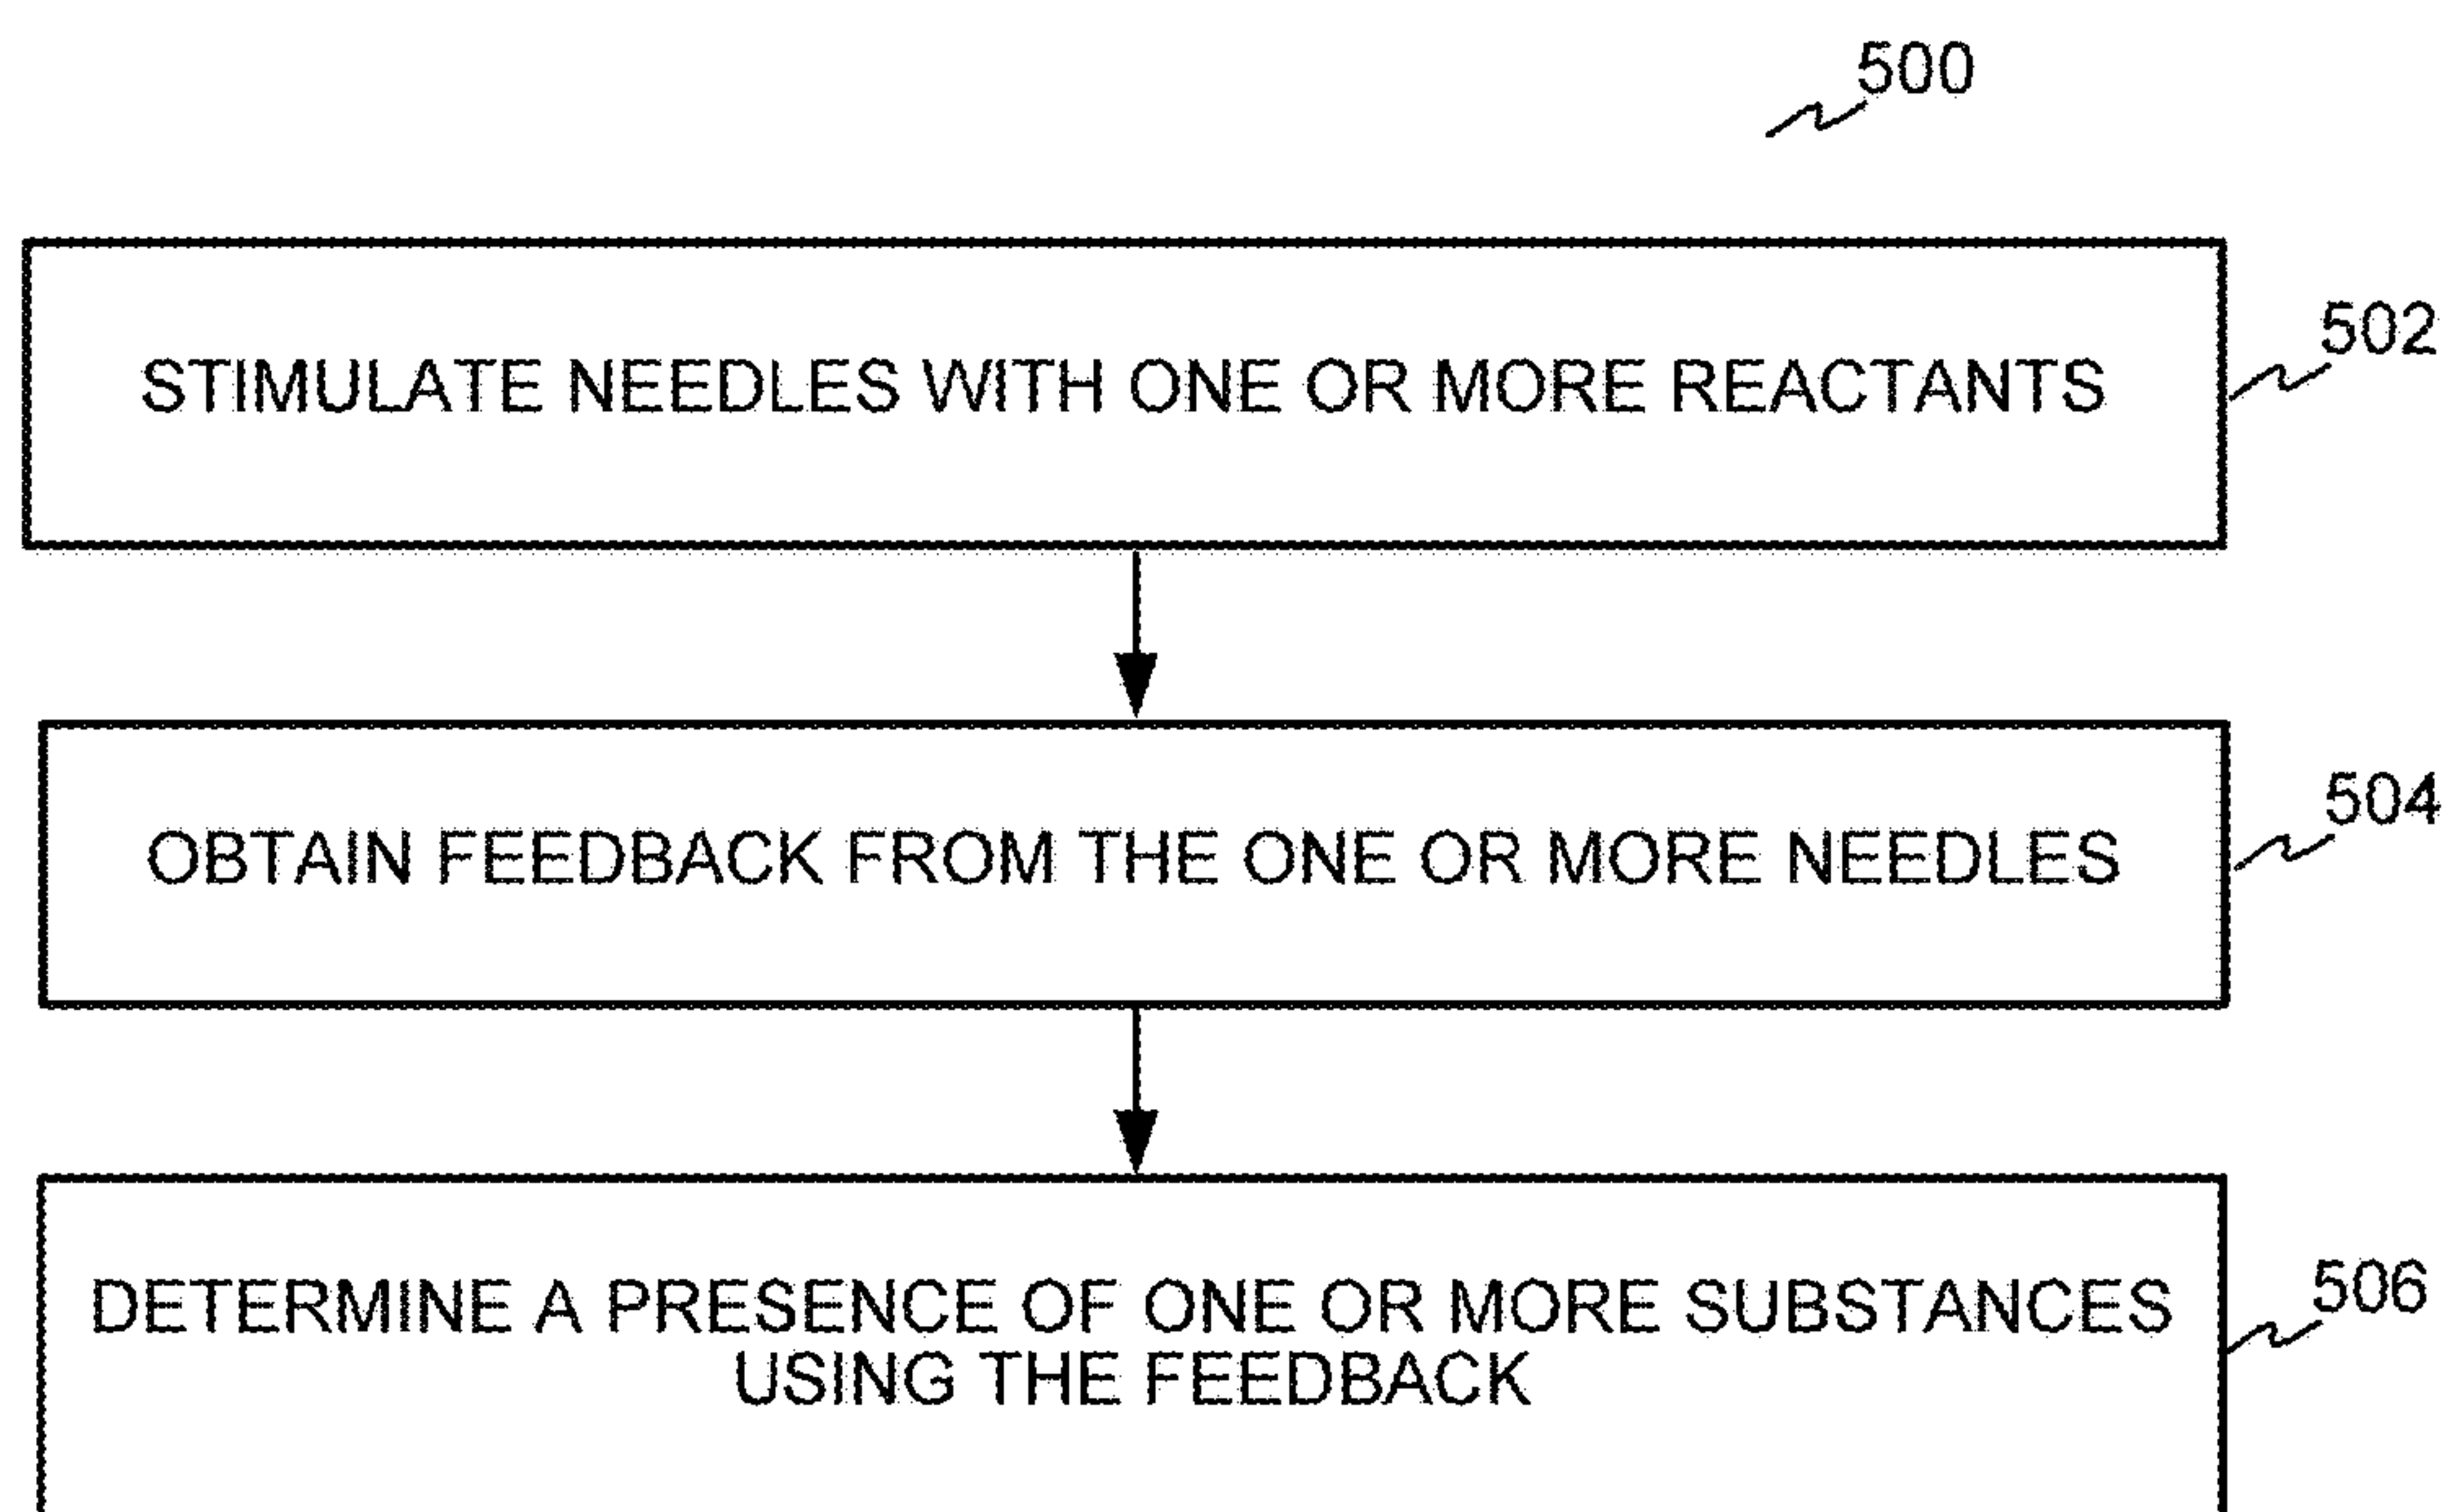 500
STIMULATE NEEDLES WITH ONE OR MORE REACTANTS
502
OBTAIN FEEDBACK FROM THE ONE OR MORE NEEDLES
504
DETERMINE A PRESENCE OF ONE OR MORE SUBSTANCES
USING THE FEEDBACK
506